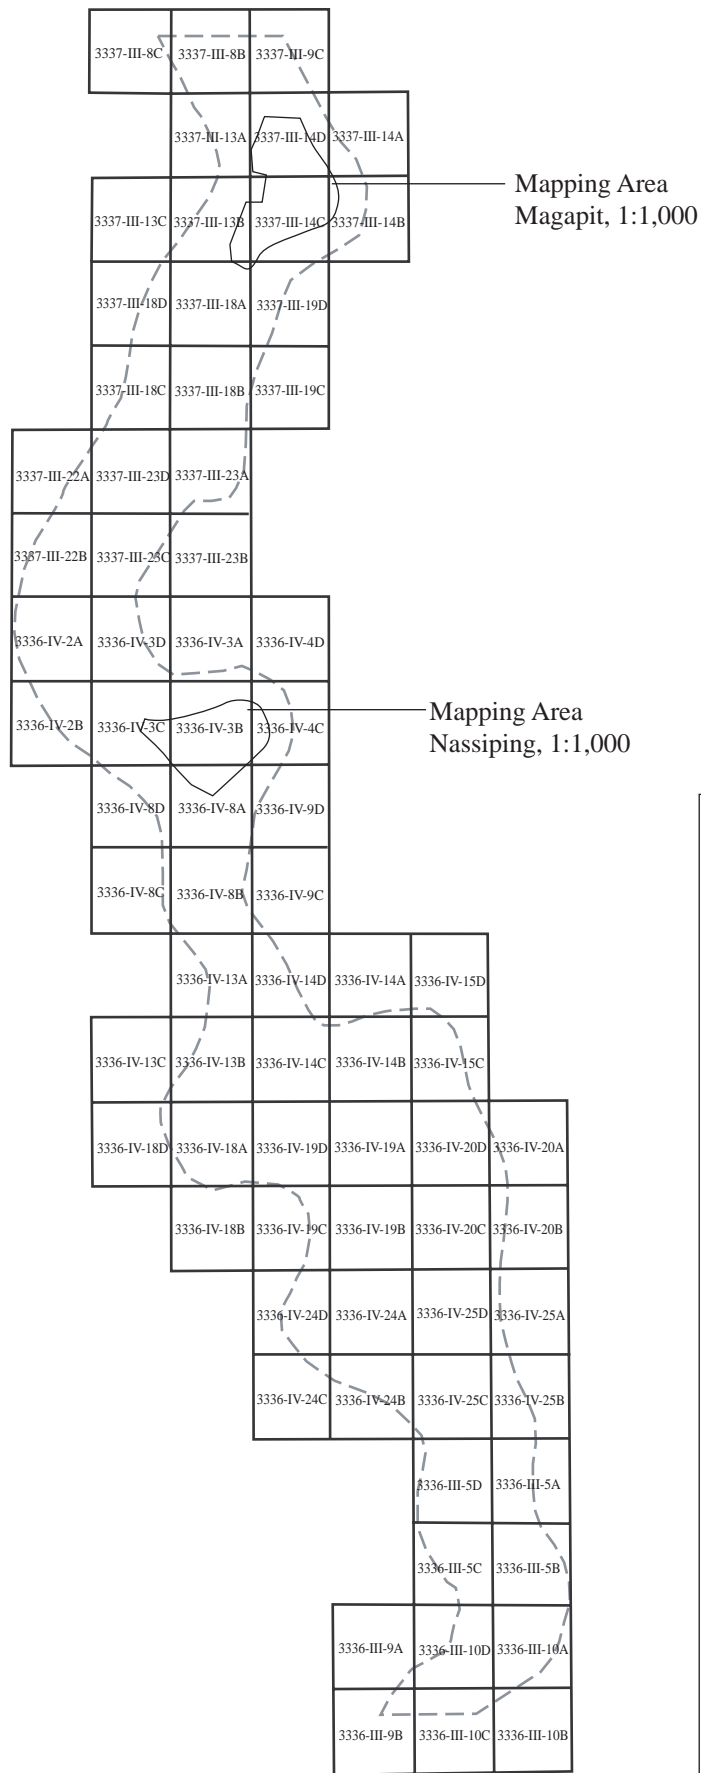 3337-III-8C 3337-III-8B 3337-III-9C
3337-III-13A 3337-III-14D 3337-III-14A
Mapping Area
Magapit, 1:1,000
3337-III-13C 3337-III-13B 3337-III-14C 3337-III-14B
3337-III-18D 3337-III-18A 3337-III-19D
3337-III-18C 3337-III-18B 3337-III-19C
3337-III-22A 3337-III-23D 3337-III-23A
3337-III-22B 3337-III-23C 3337-III-23B
3336-IV-2A 3336-IV-3D 3336-IV-3A 3336-IV-4D
3336-IV-2B 3336-IV-3C 3336-IV-3B 3336-IV-4C
Mapping Area
Nassiping, 1:1,000
3336-IV-8D 3336-IV-8A 3336-IV-9D
3336-IV-8C 3336-IV-8B 3336-IV-9C
3336-IV-13A 3336-IV-14D 3336-IV-14A 3336-IV-15D
3336-IV-13C 3336-IV-13B 3336-IV-14C 3336-IV-14B 3336-IV-15C
3336-IV-18D 3336-IV-18A 3336-IV-19D 3336-IV-19A 3336-IV-20D 3336-IV-20A
3336-IV-18B 3336-IV-19C 3336-IV-19B 3336-IV-20C 3336-IV-20B
3336-IV-24D 3336-IV-24A 3336-IV-25D 3336-IV-25A
3336-IV-24C 3336-IV-24B 3336-IV-25C 3336-IV-25B
3336-III-5D 3336-III-5A
3336-III-5C 3336-III-5B
3336-III-9A 3336-III-10D 3336-III-10A
3336-III-9B 3336-III-10C 3336-III-10B